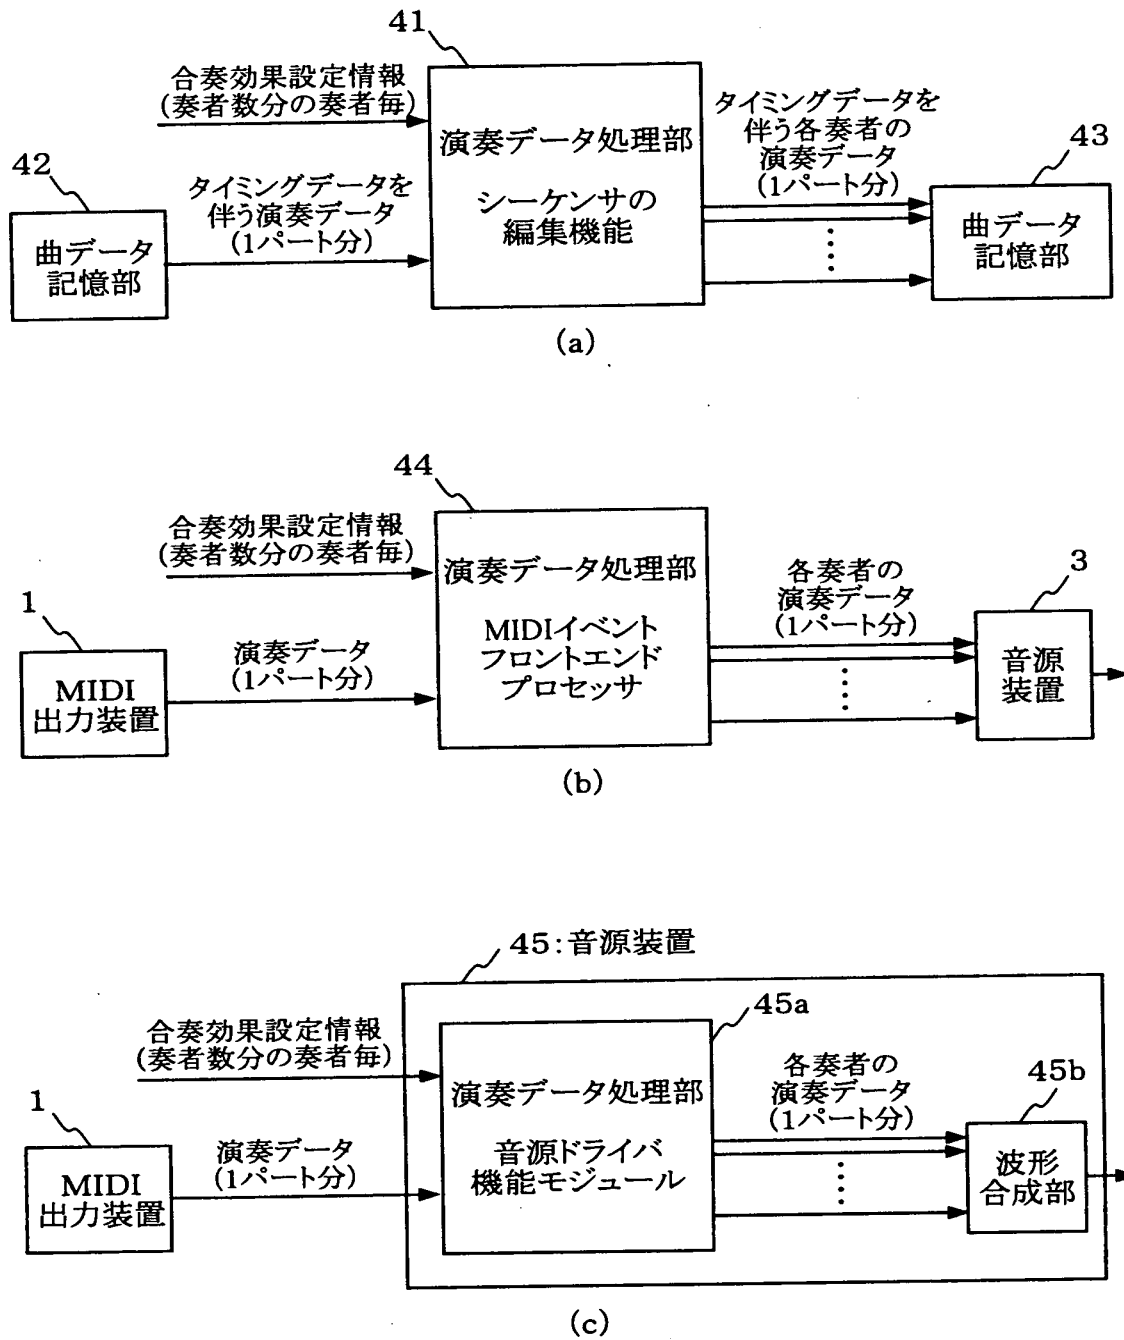 41
合奏効果設定情報
(奏者数分の奏者毎)
演奏データ処理部
シーケンサの
編集機能
タイミングデータを
伴う各奏者の
演奏データ
(1パート分)
43
42
タイミングデータを
伴う演奏データ
(1パート分)
曲データ
記憶部
曲データ
記憶部
(a)
44
合奏効果設定情報
(奏者数分の奏者毎)
演奏データ処理部
MIDIイベント
フロントエンド
プロセッサ
各奏者の
演奏データ
(1パート分)
3
1
演奏データ
(1パート分)
MIDI
出力装置
音源
装置
(b)
45:音源装置
45a
合奏効果設定情報
(奏者数分の奏者毎)
演奏データ処理部
音源ドライバ
機能モジュール
各奏者の
演奏データ
(1パート分)
45b
1
演奏データ
(1パート分)
MIDI
出力装置
波形
合成部
(c)